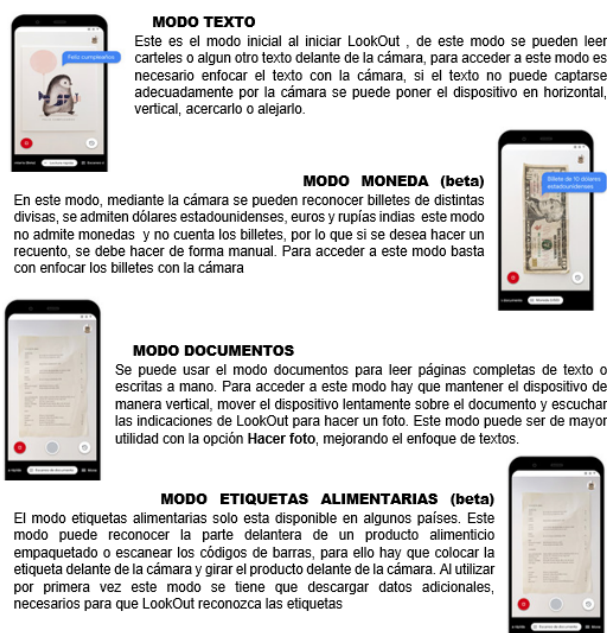 MODO TEXTO
Este es el modo inicial al iniciar LookOut , de este modo se pueden leer
carteles o algun otro texto delante de la cámara, para acceder a este modo es
necesario enfocar el texto con la cámara, si el texto no puede captarse
adecuadamente por la cámara se puede poner el dispositivo en horizontal,
vertical, acercarlo o alejarlo.
Feliz cumpleaños
Lectura rápida
MODO MONEDA (beta)
En este modo, mediante la cámara se pueden reconocer billetes de distintas
divisas, se admiten dólares estadounidenses, euros y rupías indias este modo
no admite monedas y no cuenta los billetes, por lo que si se desea hacer un
recuento, se debe hacer de forma manual. Para acceder a este modo basta
con enfocar los billetes con la cámara
Billete de 10 dólares
estadounidenses
MODO DOCUMENTOS
Se puede usar el modo documentos para leer páginas completas de texto o
escritas a mano. Para acceder a este modo hay que mantener el dispositivo de
manera vertical, mover el dispositivo lentamente sobre el documento y escuchar
las indicaciones de LookOut para hacer un foto. Este modo puede ser de mayor
utilidad con la opción Hacer foto, mejorando el enfoque de textos.
Escaneo de documento
MODO ETIQUETAS ALIMENTARIAS (beta)
El modo etiquetas alimentarias solo esta disponible en algunos países. Este
modo puede reconocer la parte delantera de un producto alimenticio
empaquetado o escanear los códigos de barras, para ello hay que colocar la
etiqueta delante de la cámara y girar el producto delante de la cámara. Al utilizar
por primera vez este modo se tiene que descargar datos adicionales,
necesarios para que LookOut reconozca las etiquetas
Escaneo de documento